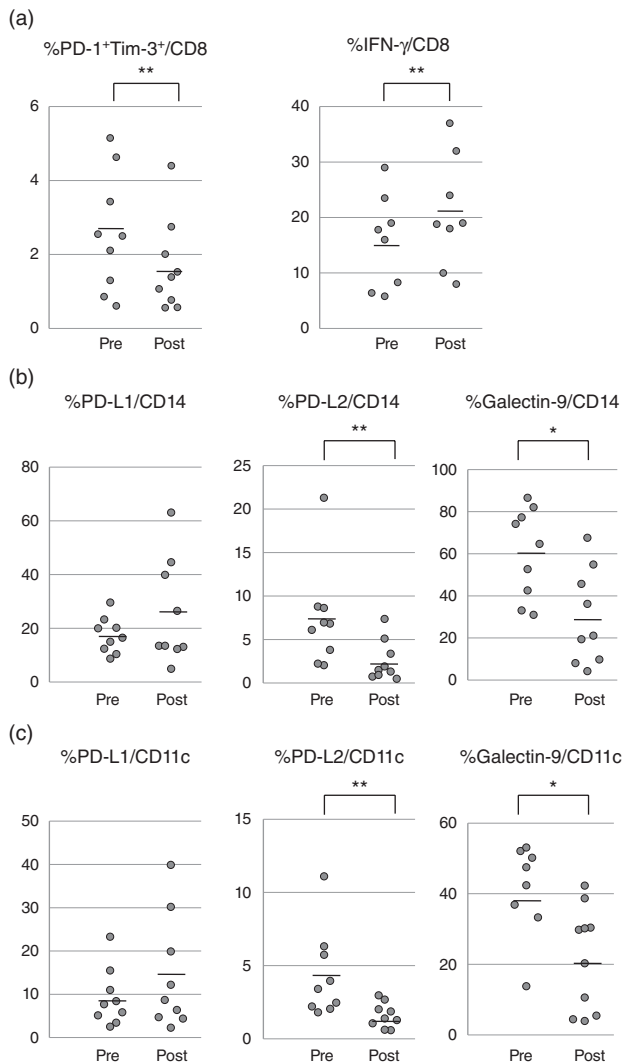 (a)
%PD-1+Tim-3+/CD8 %IFN-γ/CD8
** **
6 40
30
4
20
2
10
0 0
Pre Post Pre Post
(b)
%PD-L1/CD14 %PD-L2/CD14 %Galectin-9/CD14
** *
80 25 100
20 80
60
15 60
40
10 40
20
5 20
0 0 0
Pre Post Pre Post Pre Post
(c)
%PD-L1/CD11c %PD-L2/CD11c %Galectin-9/CD11c
** *
50 15 60
40
10 40
30
20
5 20
10
0 0 0
Pre Post Pre Post Pre Post